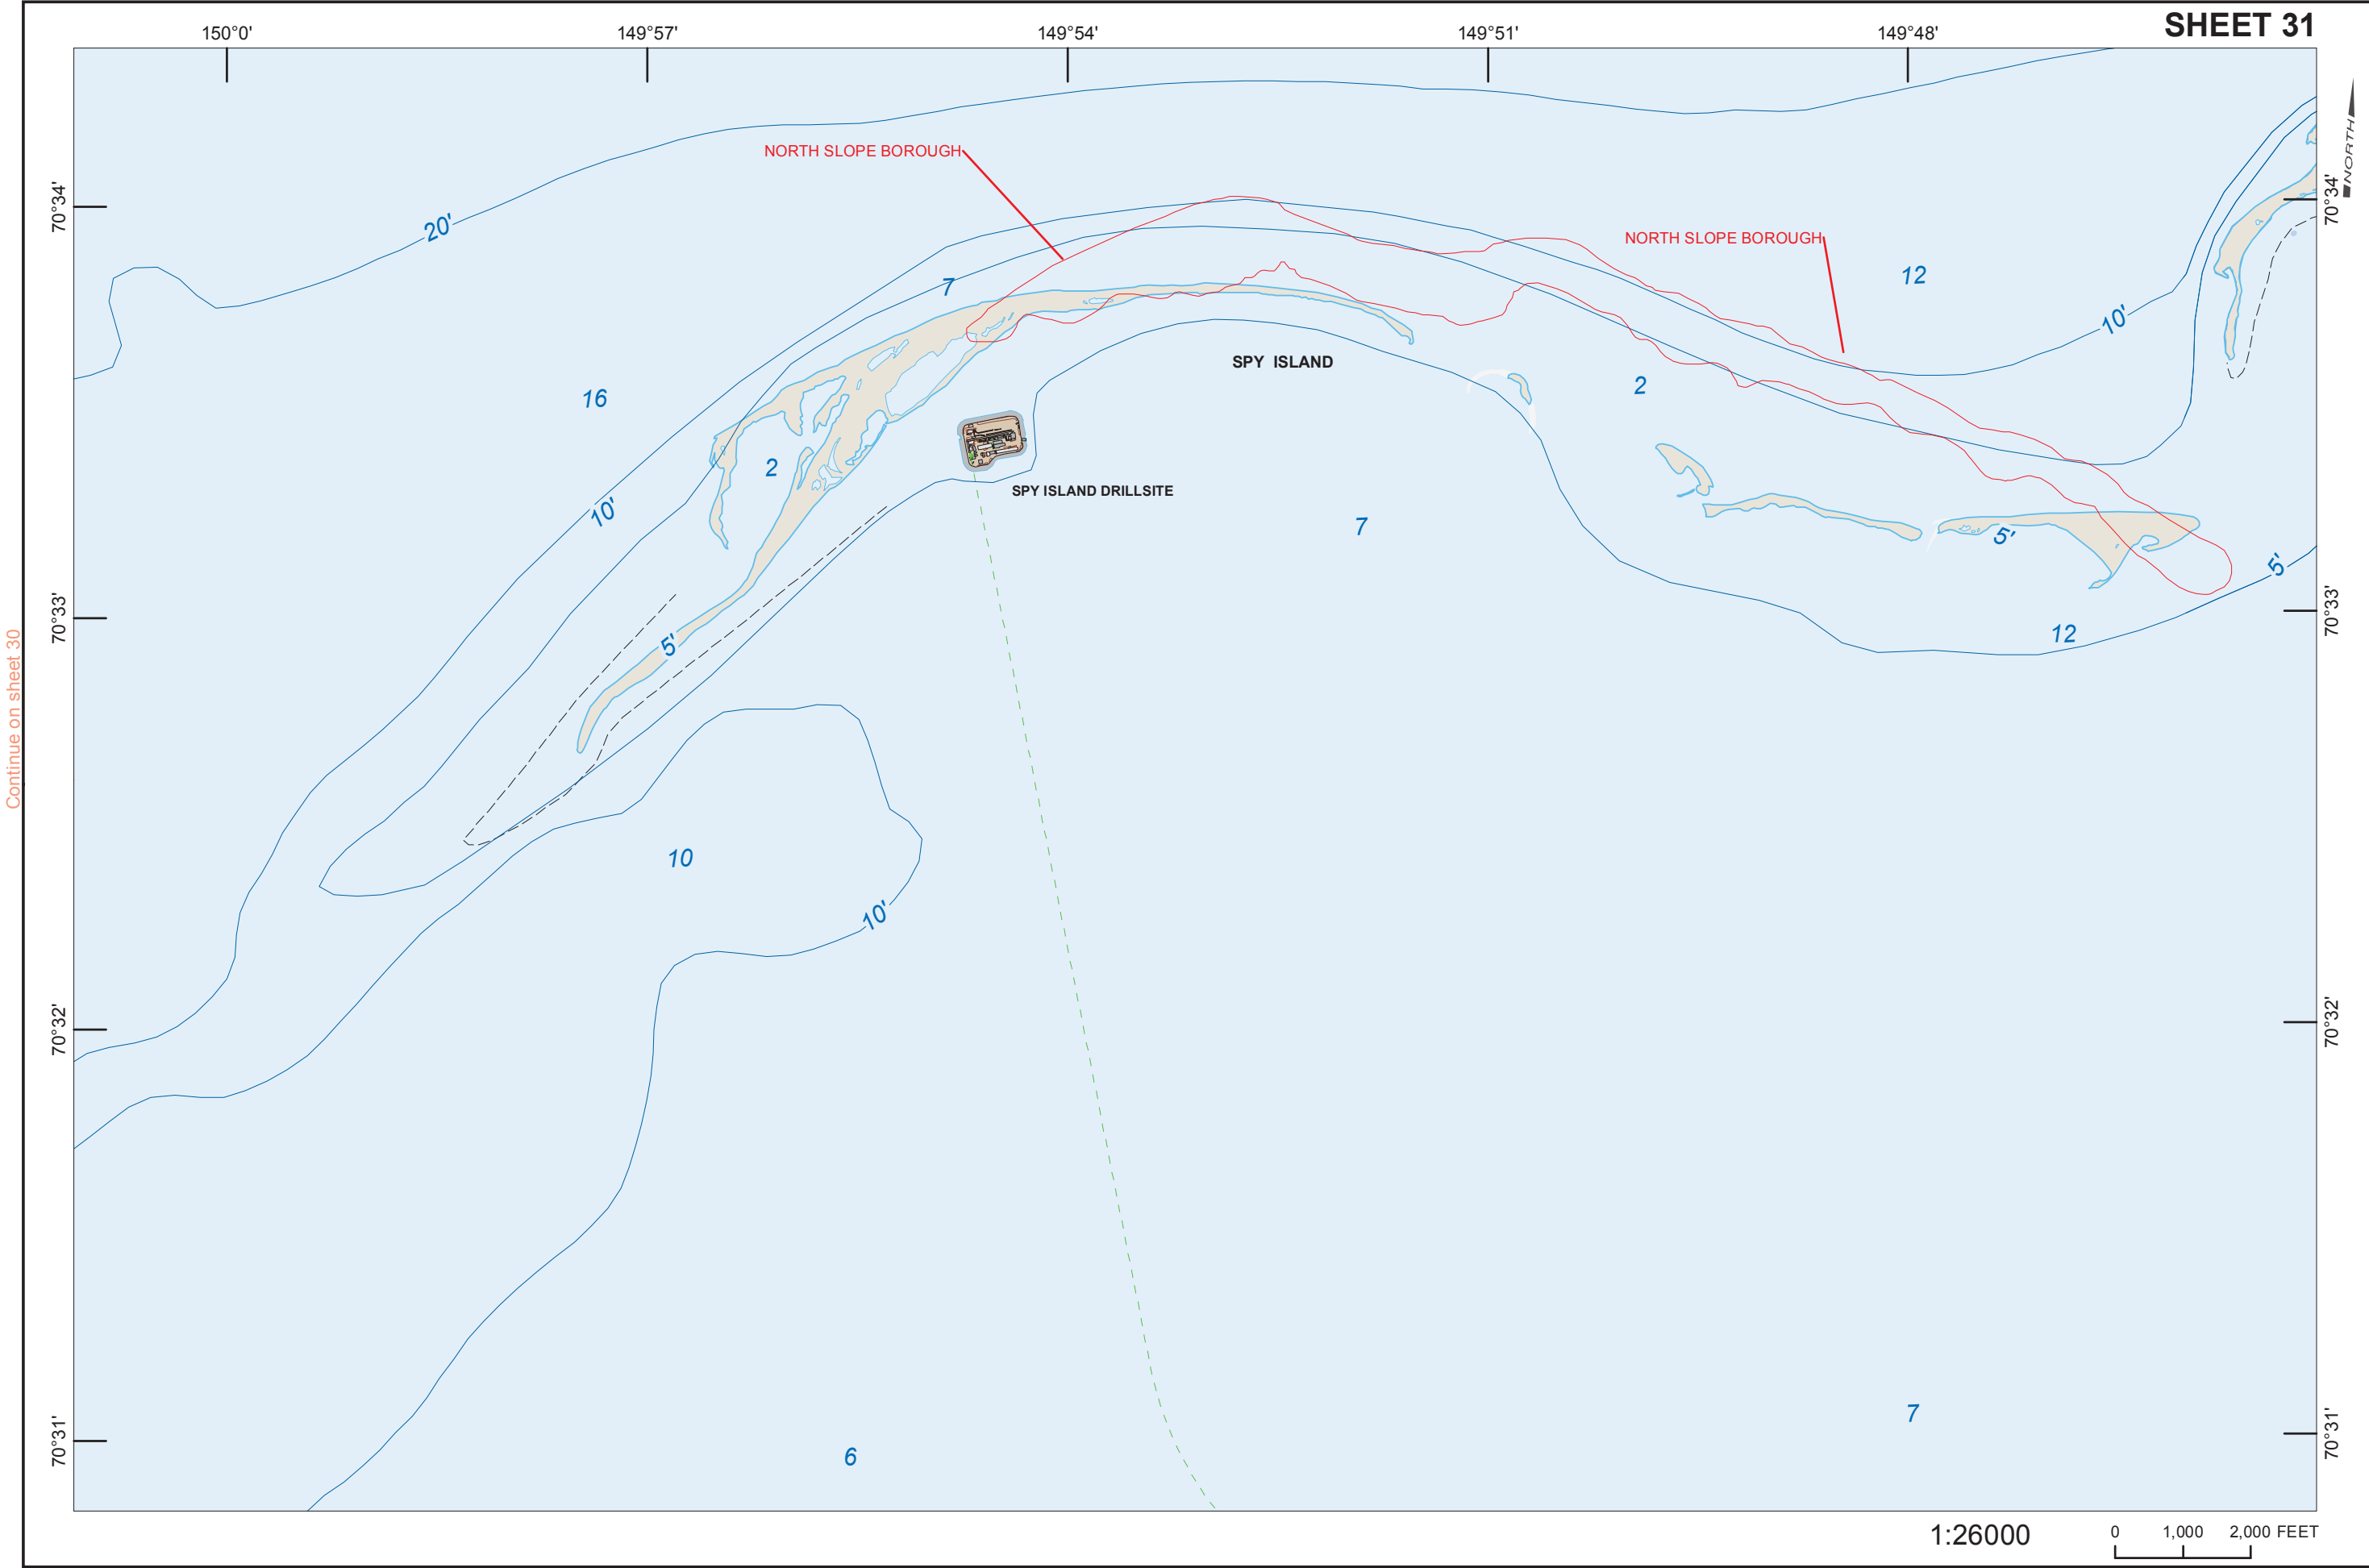 SHEET 31
150°0' 149°57' 149°54' 149°51' 149°48'
NORTH
NORTH SLOPE BOROUGH
70°34' 70°34'
20'
NORTH SLOPE BOROUGH
12
7
10'
SPY ISLAND
2
16
2
SPY ISLAND DRILLSITE
10'
7
5'
5'
70°33' 70°33'
12
5'
Continue on sheet 30
10
10'
70°32' 70°32'
7
70°31' 70°31'
6
1:26000
0 1,000 2,000 FEET